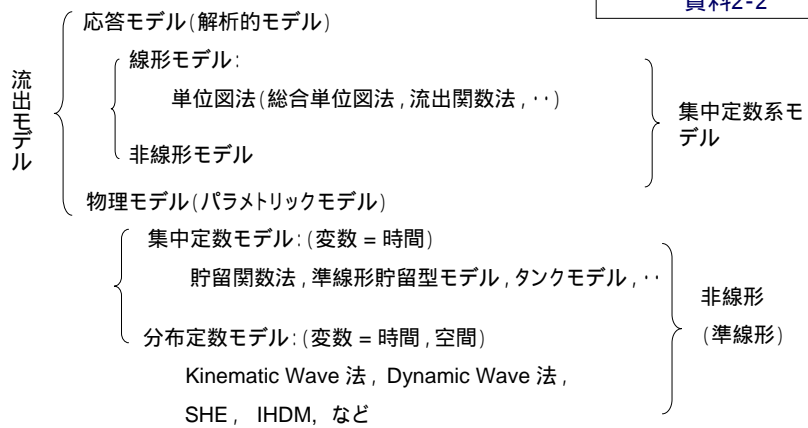 資料2-2
応答モデル(解析的モデル)
線形モデル:
単位図法(総合単位図法,流出関数法,‥)
非線形モデル
集中定数系モ
デル
流出モデル
物理モデル(パラメトリックモデル)
集中定数モデル:(変数 = 時間)
貯留関数法,準線形貯留型モデル,タンクモデル,‥
分布定数モデル:(変数 = 時間,空間)
Kinematic Wave 法, Dynamic Wave 法,
SHE, IHDM, など
非線形
(準線形)